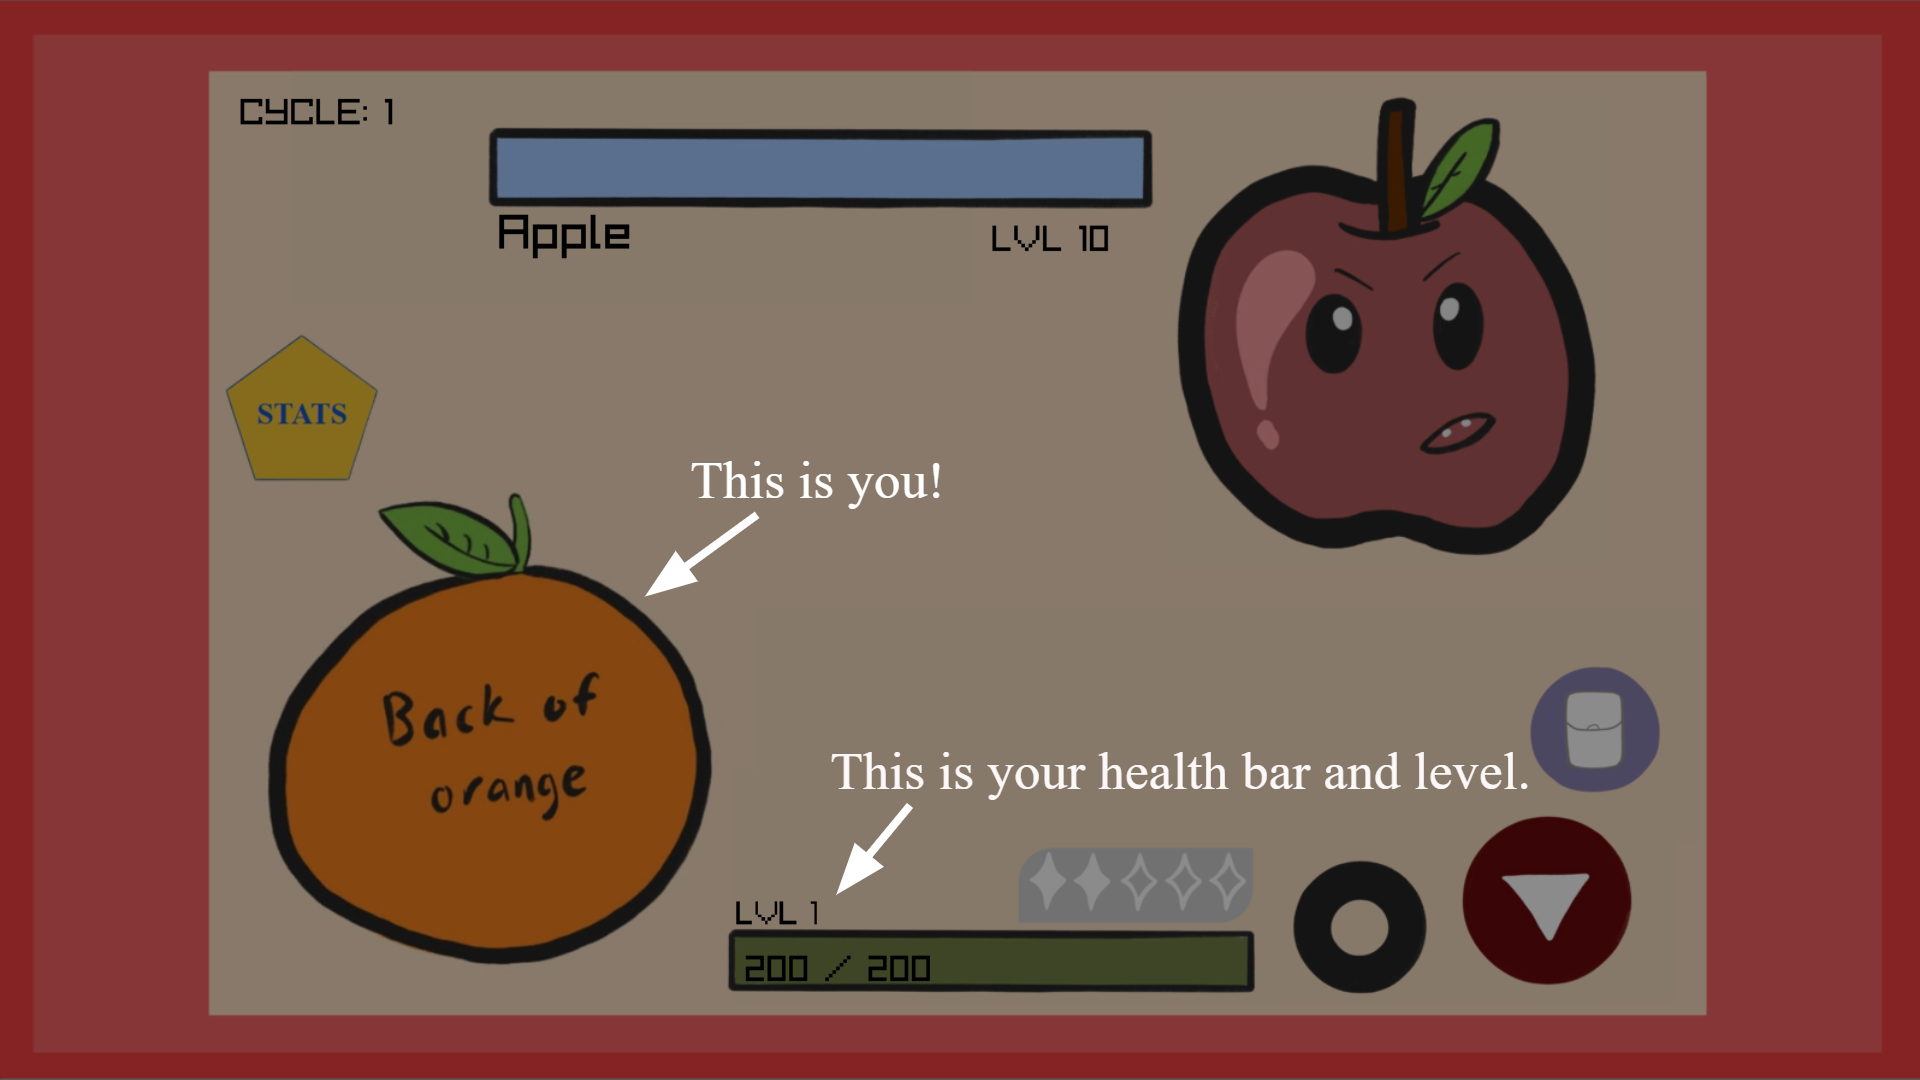 CYCLE: 1
Apple
LVL 10
STATS
This is you!
Back of
orange
This is your health bar and level.
LVL 1
200 / 200